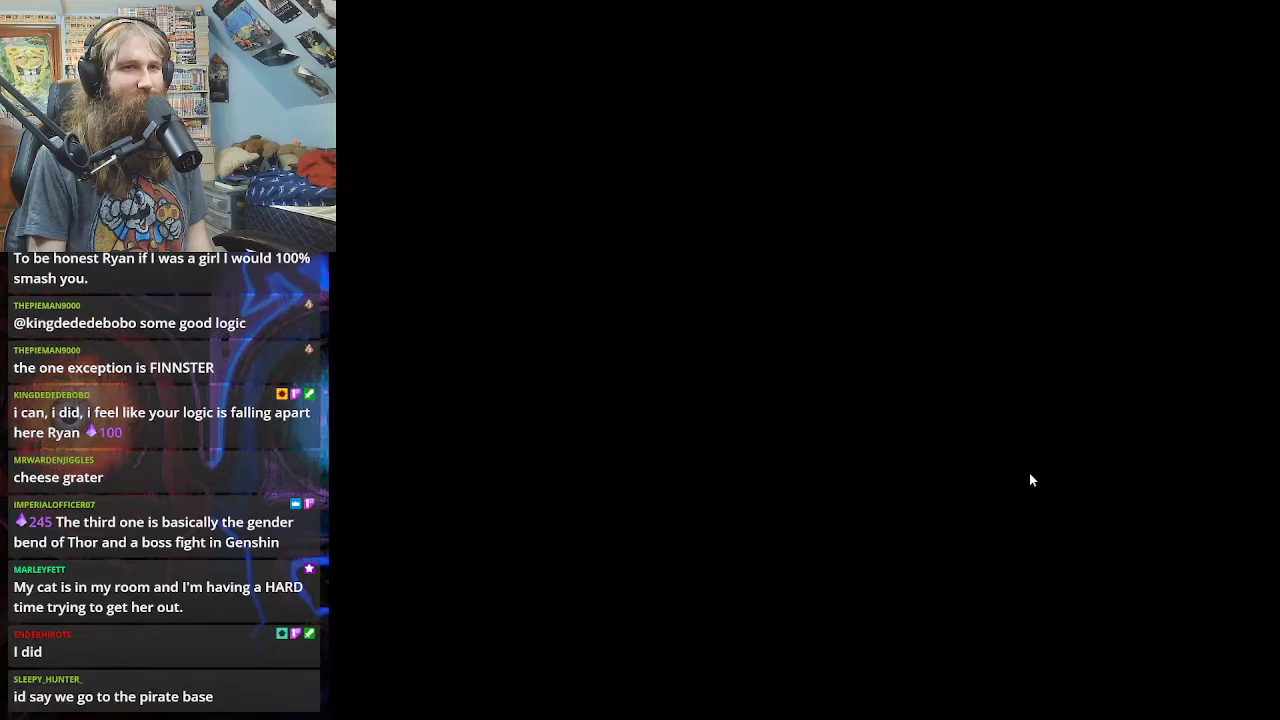 To be honest Ryan if I was a girl I would 100%
smash you.
THEPIEMAN9000
@kingdededebobo some good logic
THEPIEMAN9000
the one exception is FINNSTER
KINGDEDEDEBOBO
i can, i did, i feel like your logic is falling apart
here Ryan 100
MRWARDENJIGGLES
cheese grater
IMPERIALOFFICER07
245 The third one is basically the gender
bend of Thor and a boss fight in Genshin
MARLEYFETT
My cat is in my room and I'm having a HARD
time trying to get her out.
ENDERHIROTS
I did
SLEEPY_HUNTER_
id say we go to the pirate base